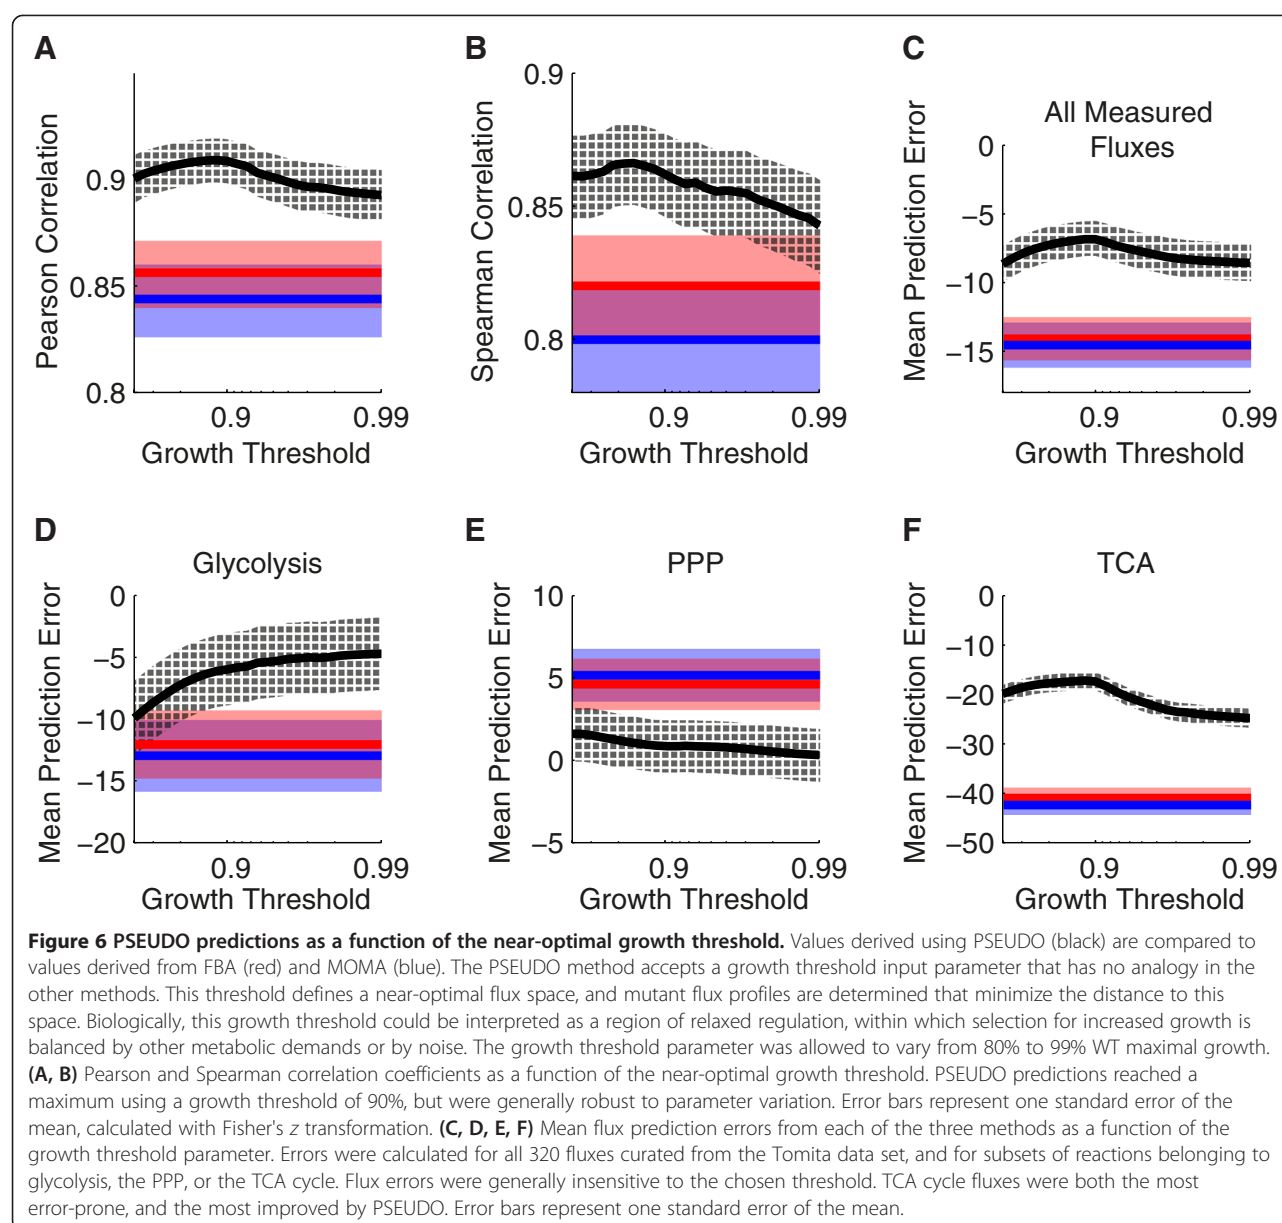 A
B
C
Pearson Correlation
0.9
0.85
0.8
0.9
0.99
Growth Threshold
Spearman Correlation
0.9
0.85
0.8
0.9
0.99
Growth Threshold
All Measured
Fluxes
Mean Prediction Error
0
−5
−10
−15
0.9
0.99
Growth Threshold
D
E
F
Glycolysis
Mean Prediction Error
0
−5
−10
−15
−20
0.9
0.99
Growth Threshold
PPP
Mean Prediction Error
10
5
0
−5
0.9
0.99
Growth Threshold
TCA
Mean Prediction Error
0
−10
−20
−30
−40
−50
0.9
0.99
Growth Threshold
Figure 6 PSEUDO predictions as a function of the near-optimal growth threshold. Values derived using PSEUDO (black) are compared to
values derived from FBA (red) and MOMA (blue). The PSEUDO method accepts a growth threshold input parameter that has no analogy in the
other methods. This threshold defines a near-optimal flux space, and mutant flux profiles are determined that minimize the distance to this
space. Biologically, this growth threshold could be interpreted as a region of relaxed regulation, within which selection for increased growth is
balanced by other metabolic demands or by noise. The growth threshold parameter was allowed to vary from 80% to 99% WT maximal growth.
(A, B) Pearson and Spearman correlation coefficients as a function of the near-optimal growth threshold. PSEUDO predictions reached a
maximum using a growth threshold of 90%, but were generally robust to parameter variation. Error bars represent one standard error of the
mean, calculated with Fisher's z transformation. (C, D, E, F) Mean flux prediction errors from each of the three methods as a function of the
growth threshold parameter. Errors were calculated for all 320 fluxes curated from the Tomita data set, and for subsets of reactions belonging to
glycolysis, the PPP, or the TCA cycle. Flux errors were generally insensitive to the chosen threshold. TCA cycle fluxes were both the most
error-prone, and the most improved by PSEUDO. Error bars represent one standard error of the mean.